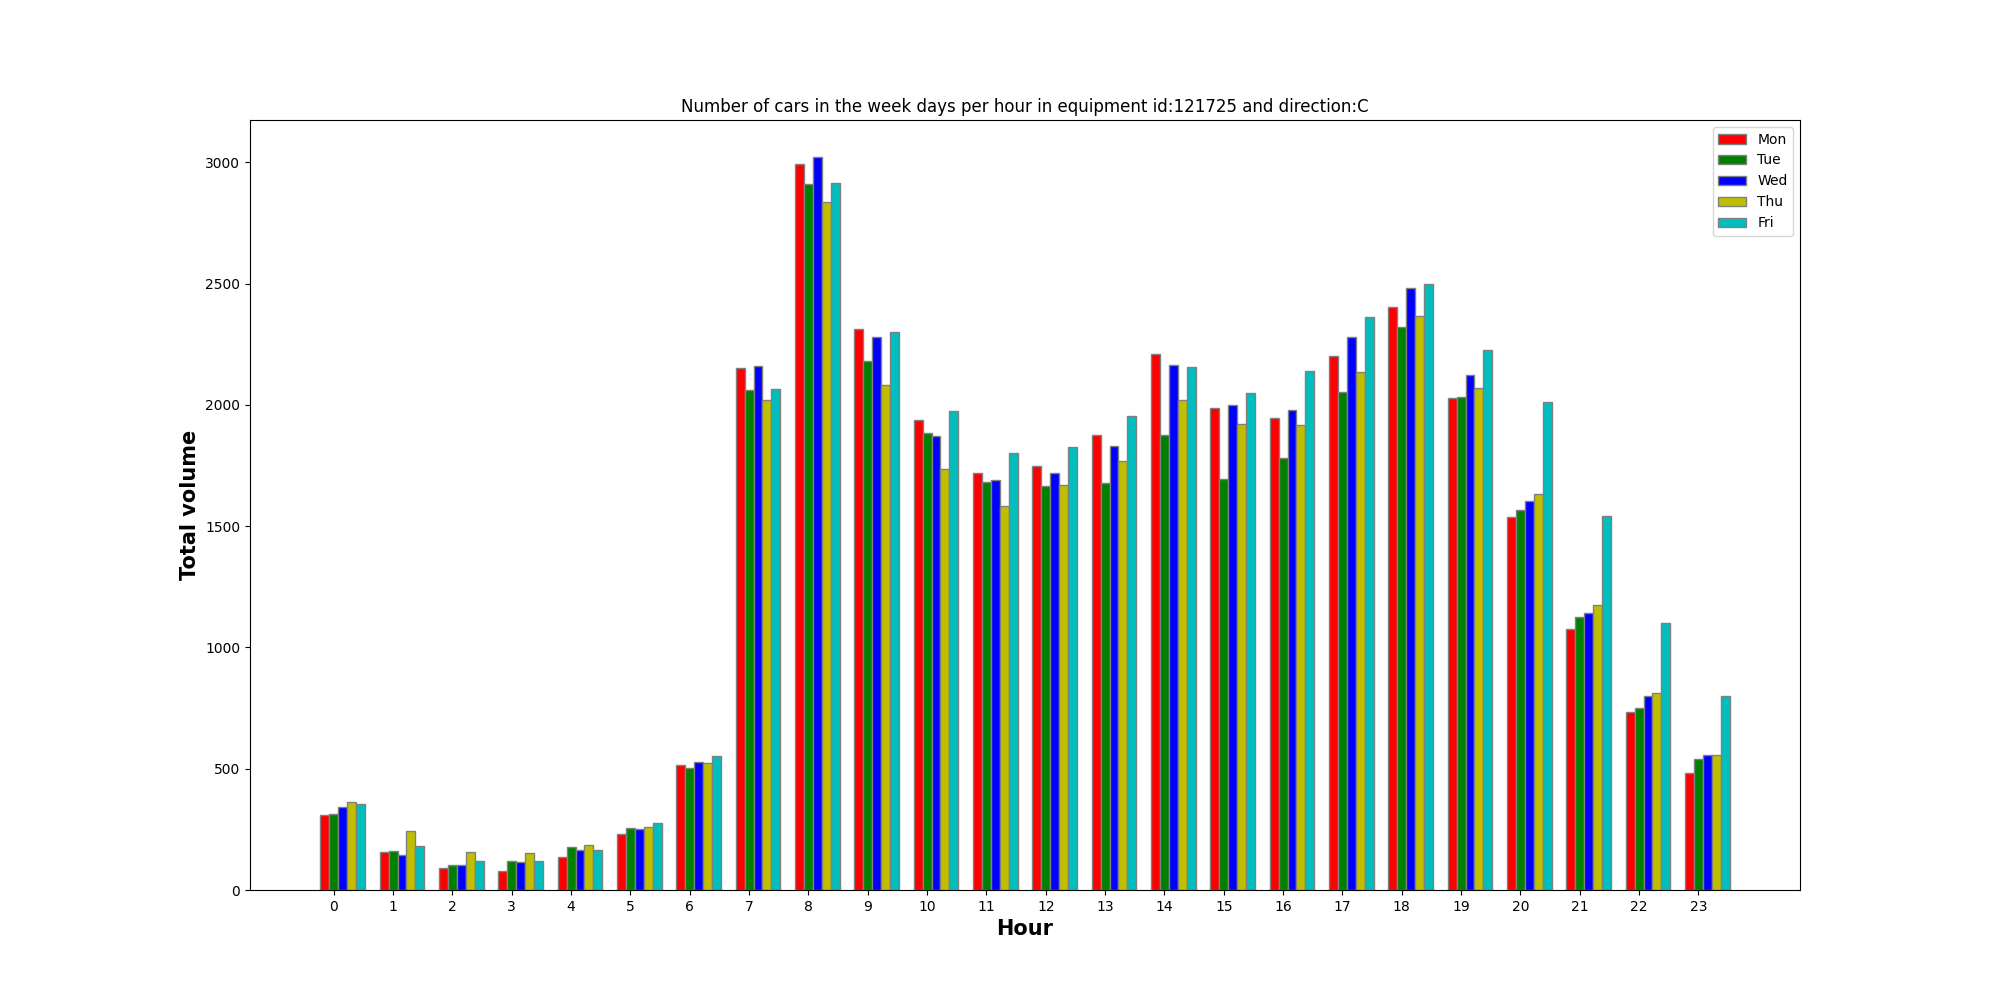 Number of cars in the week days per hour in equipment id:121725 and direction:C
Mon
Tue
Wed
Thu
Fri
Total volume
3000
2500
2000
1500
1000
500
0
0 1 2 3 4 5 6 7 8 9 10 11 12 13 14 15 16 17 18 19 20 21 22 23
Hour